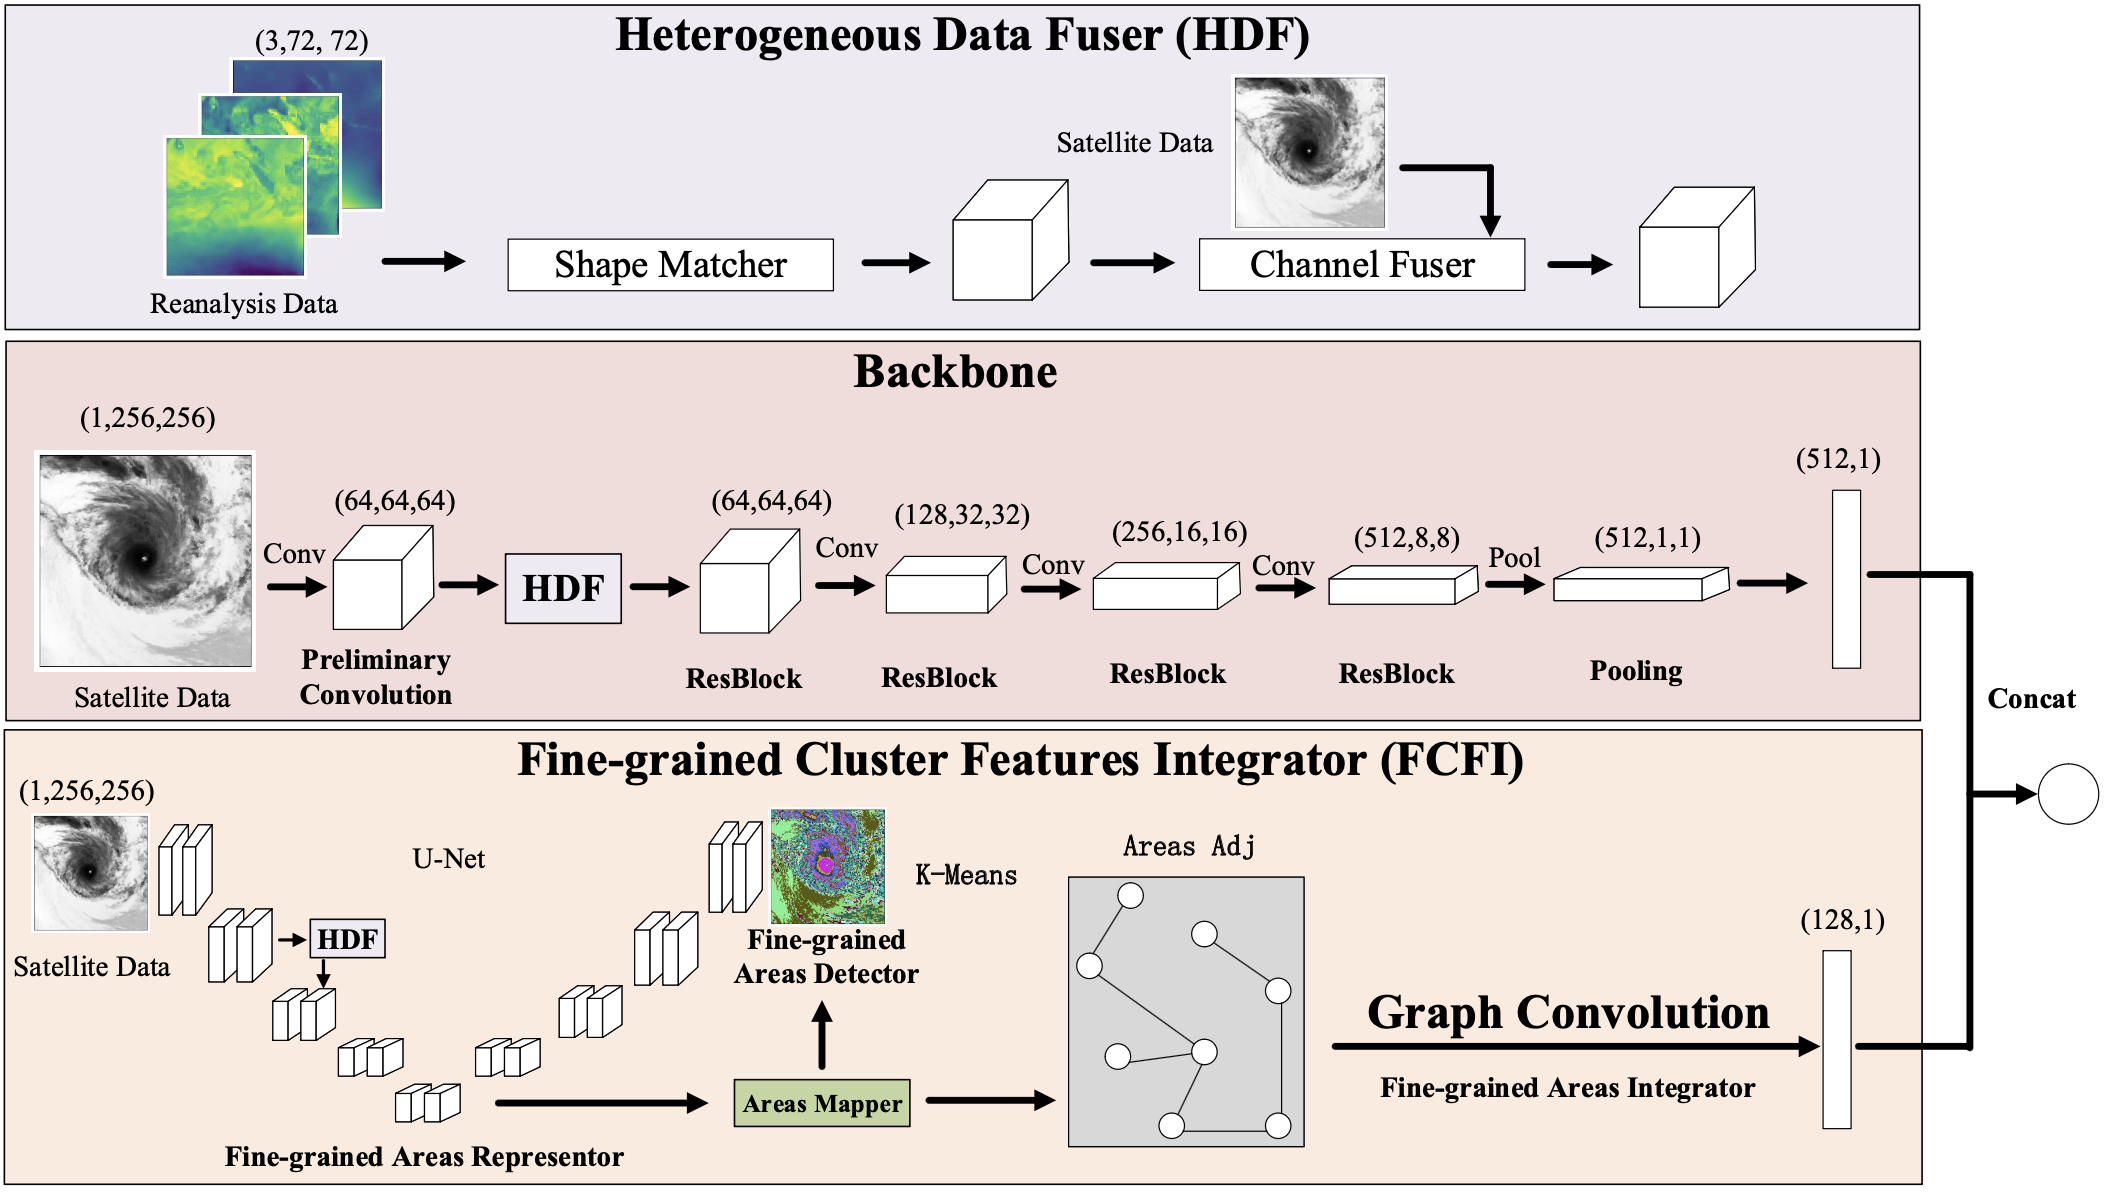 Heterogeneous Data Fuser (HDF)
(3,72, 72)
Satellite Data
Shape Matcher
Channel Fuser
Reanalysis Data
Backbone
(1,256,256)
(512,1)
(64,64,64)
(64,64,64)
(128,32,32)
(256,16,16)
(512,8,8)
(512,1,1)
Conv
Conv
Conv
Conv
Pool
HDF
Preliminary
Convolution
ResBlock
ResBlock
ResBlock
ResBlock
Pooling
Satellite Data
Concat
Fine-grained Cluster Features Integrator (FCFI)
(1,256,256)
U-Net
K-Means
Areas Adj
HDF
Fine-grained
Areas Detector
(128,1)
Satellite Data
Graph Convolution
Fine-grained Areas Integrator
Areas Mapper
Fine-grained Areas Representor